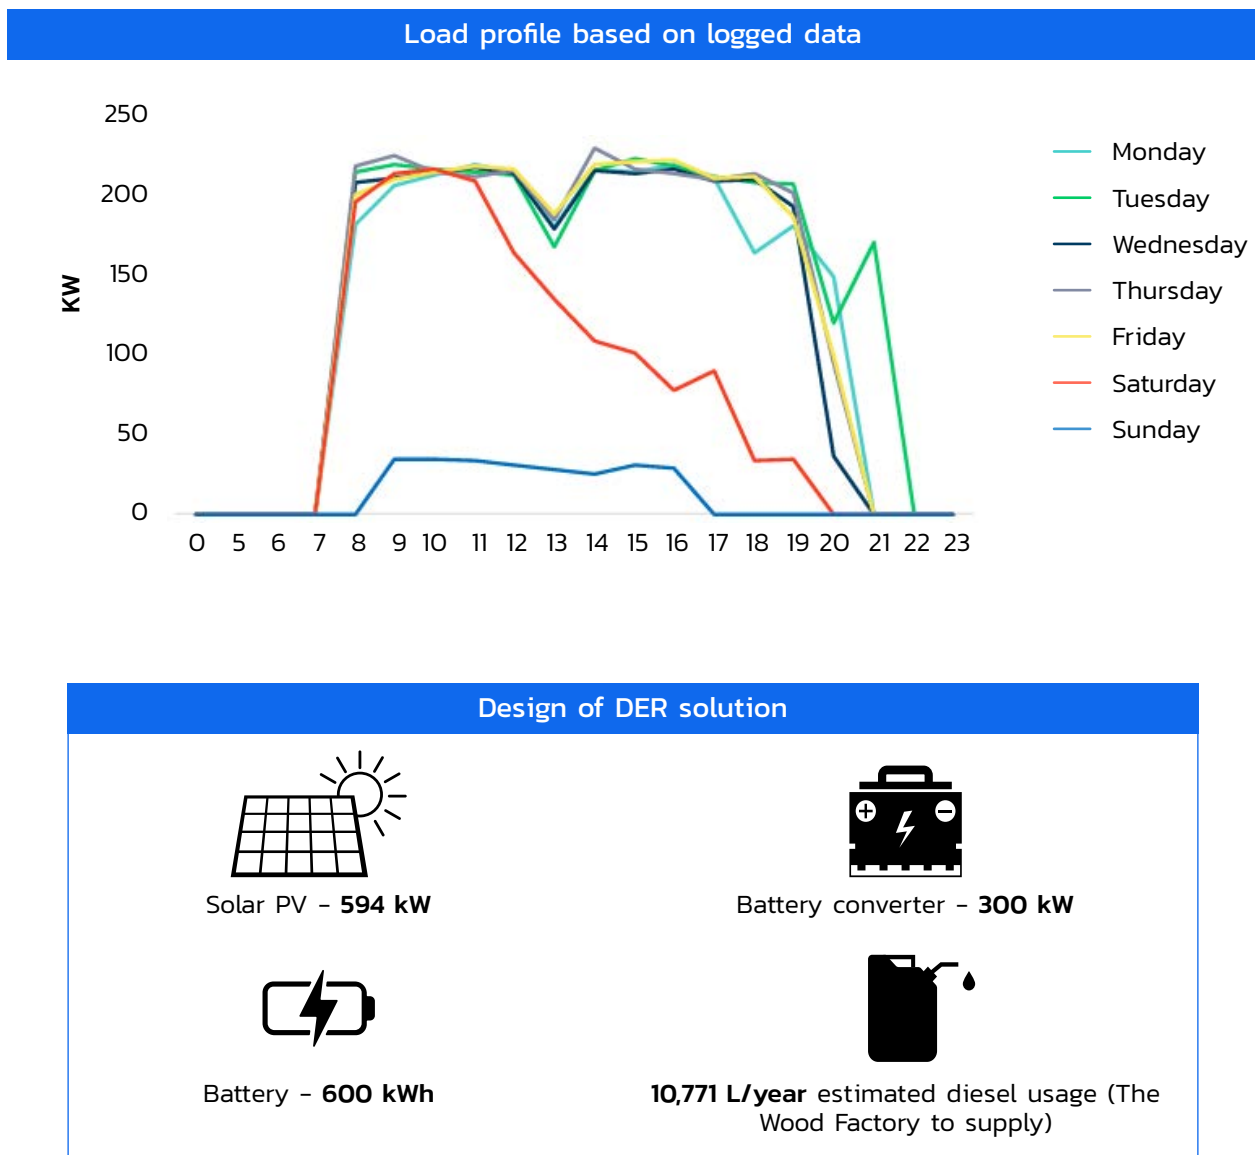 Load profile based on logged data
250
200
150
100
50
0
KW
0 5 6 7 8 9 10 11 12 13 14 15 16 17 18 19 20 21 22 23
Monday
Tuesday
Wednesday
Thursday
Friday
Saturday
Sunday
Design of DER solution
Solar PV – 594 kW
Battery converter – 300 kW
Battery – 600 kWh
10,771 L/year estimated diesel usage (The
Wood Factory to supply)